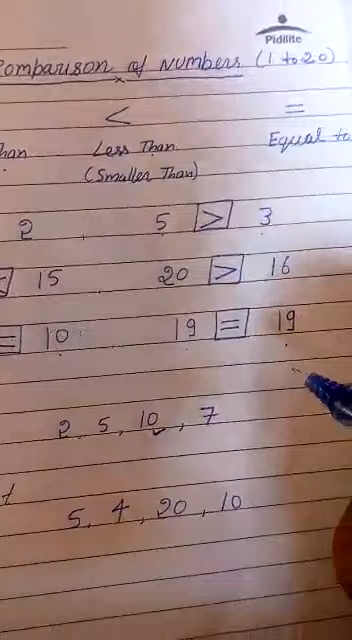 Pidilite
Comparison of Numbers (1 to 20)
< =
Than Less Than Equal to
(Smaller Than)
2 5 > 3
15 20 > 16
= 10 19 = 19
2, 5, 10, 7
5, 4, 20, 10